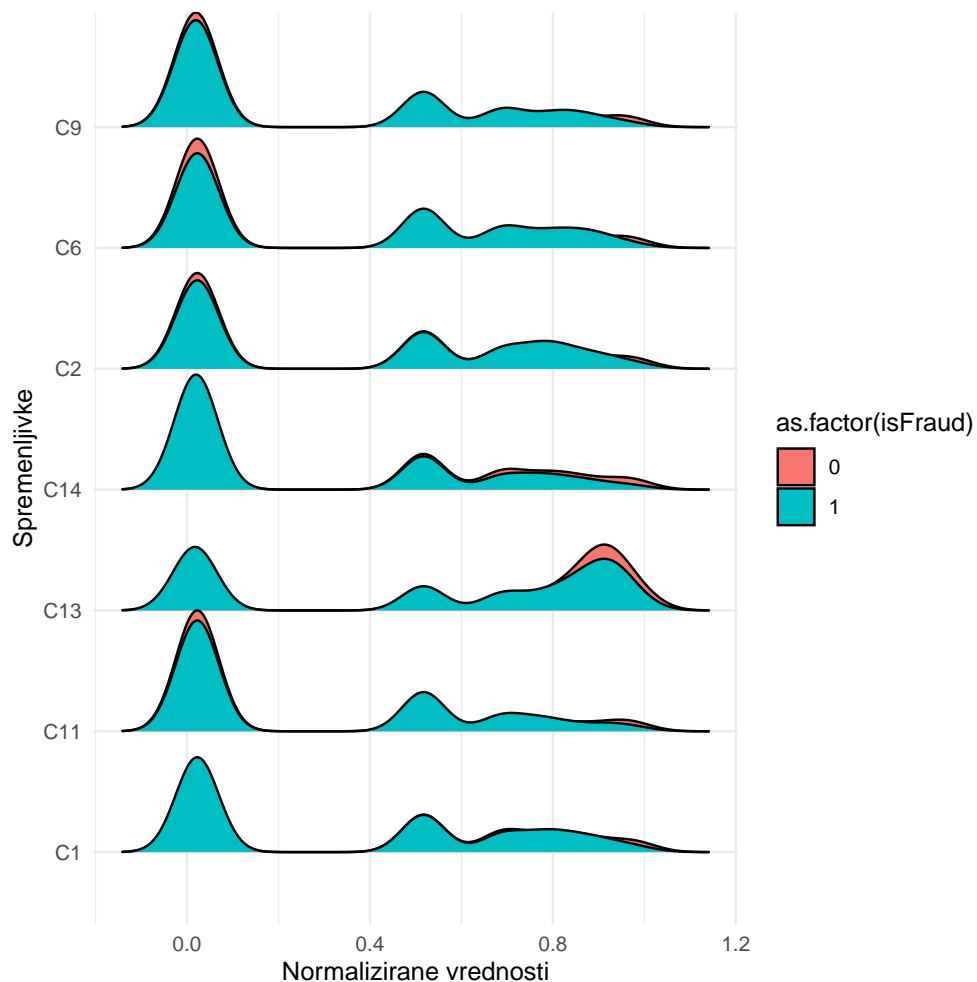 Spremenljivke
C9
C6
C2
C14
C13
C11
C1
0.0 0.4 0.8 1.2
Normalizirane vrednosti
as.factor(isFraud)
0
1